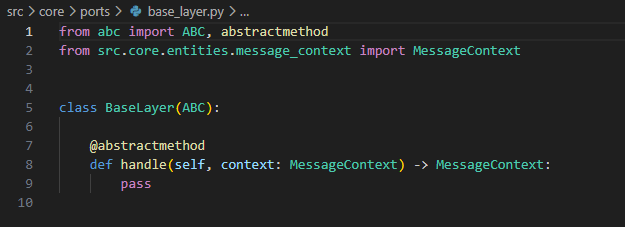 src > core > ports > base_layer.py > ...
1 from abc import ABC, abstractmethod
2 from src.core.entities.message_context import MessageContext
3
4
5 class BaseLayer(ABC):
6
7     @abstractmethod
8     def handle(self, context: MessageContext) -> MessageContext:
9         pass
10